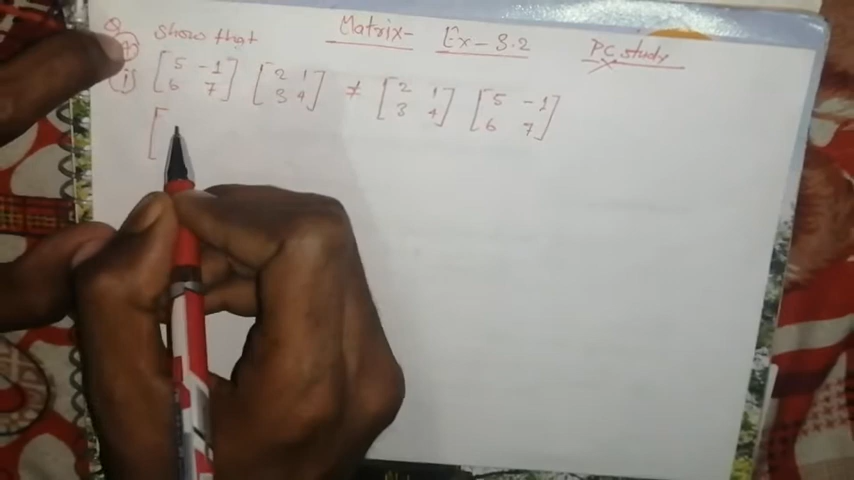 Q show that Matrix- Ex-3.2 PC study
(i) [5 -1] [2 1] ≠ [2 1] [5 -1]
[6 7] [3 4] [3 4] [6 7]
[